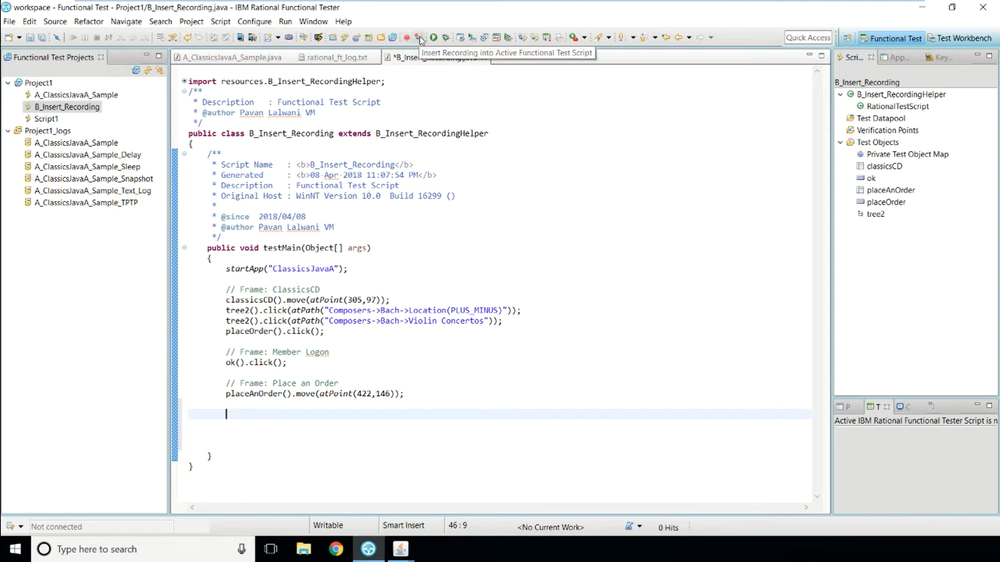 workspace - Functional Test - Project1/B_Insert_Recording.java - IBM Rational Functional Tester
File Edit Source Refactor Navigate Search Project Script Configure Run Window Help
Quick Access
Functional Test
Test Workbench
Functional Test Projects
A_ClassicsJavaA_Sample.java
rational_ft_log.txt
*B_Inser
Insert Recording into Active Functional Test Script
Scri...
App...
Key...
Project1
A_ClassicsJavaA_Sample
B_Insert_Recording
Script1
Project1_logs
A_ClassicsJavaA_Sample
A_ClassicsJavaA_Sample_Delay
A_ClassicsJavaA_Sample_Sleep
A_ClassicsJavaA_Sample_Snapshot
A_ClassicsJavaA_Sample_Text_Log
A_ClassicsJavaA_Sample_TPTP
import resources.B_Insert_RecordingHelper;
/**
* Description   : Functional Test Script
* @author Pavan Lalwani VM
*/
public class B_Insert_Recording extends B_Insert_RecordingHelper
{
/**
* Script Name   : <b>B_Insert_Recording</b>
* Generated     : <b>08-Apr-2018 11:07:54 PM</b>
* Description   : Functional Test Script
* Original Host : WinNT Version 10.0  Build 16299 ()
*
* @since  2018/04/08
* @author Pavan Lalwani VM
*/
public void testMain(Object[] args)
{
startApp("ClassicsJavaA");
// Frame: ClassicsCD
classicsCD().move(atPoint(305,97));
tree2().click(atPath("Composers->Bach->Location(PLUS_MINUS)"));
tree2().click(atPath("Composers->Bach->Violin Concertos"));
placeOrder().click();
// Frame: Member Logon
ok().click();
// Frame: Place an Order
placeAnOrder().move(atPoint(422,146));
}
}
B_Insert_Recording
B_Insert_RecordingHelper
RationalTestScript
Test Datapool
Verification Points
Test Objects
Private Test Object Map
classicsCD
ok
placeAnOrder
placeOrder
tree2
P
T
C
Active IBM Rational Functional Tester Script is n
Not connected
Writable
Smart Insert
46 : 9
<No Current Work>
0 Hits
Type here to search